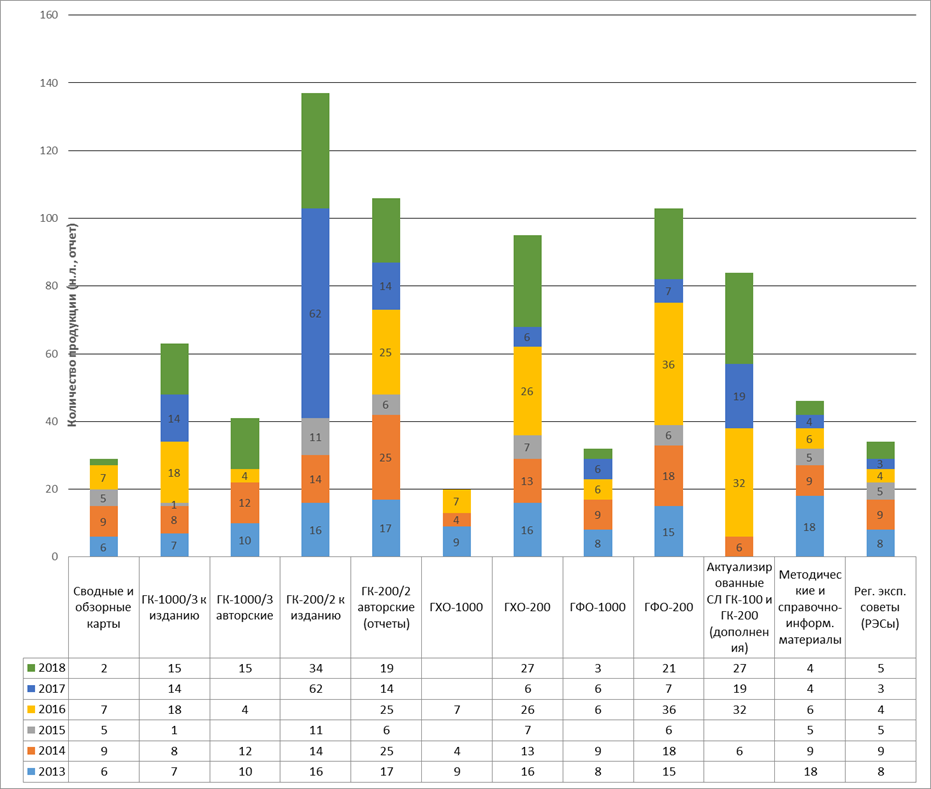 160
140
120
100
80
60
40
20
0
Количество продукции (н.л., отчет)
7
5
9
6
14
18
1
8
7
4
12
10
62
11
14
16
14
25
6
25
17
7
4
9
6
26
7
13
16
6
6
9
8
7
36
6
18
15
19
32
6
4
6
5
9
18
3
4
5
9
8
Сводные и
обзорные
карты
ГК-1000/3 к
изданию
ГК-1000/3
авторские
ГК-200/2 к
изданию
ГК-200/2
авторские
(отчеты)
ГХО-1000
ГХО-200
ГФО-1000
ГФО-200
Актуализир
ованные
СЛ ГК-100 и
ГК-200
(дополнен
ия)
Методичес
кие и
справочно-
информ.
материалы
Рег. эксп.
советы
(РЭСы)
2018 2 15 15 34 19 27 3 21 27 4 5
2017 14 62 14 6 6 7 19 4 3
2016 7 18 4 25 7 26 6 36 32 6 4
2015 5 1 11 6 7 6 5 5
2014 9 8 12 14 25 4 13 9 18 6 9 9
2013 6 7 10 16 17 9 16 8 15 18 8